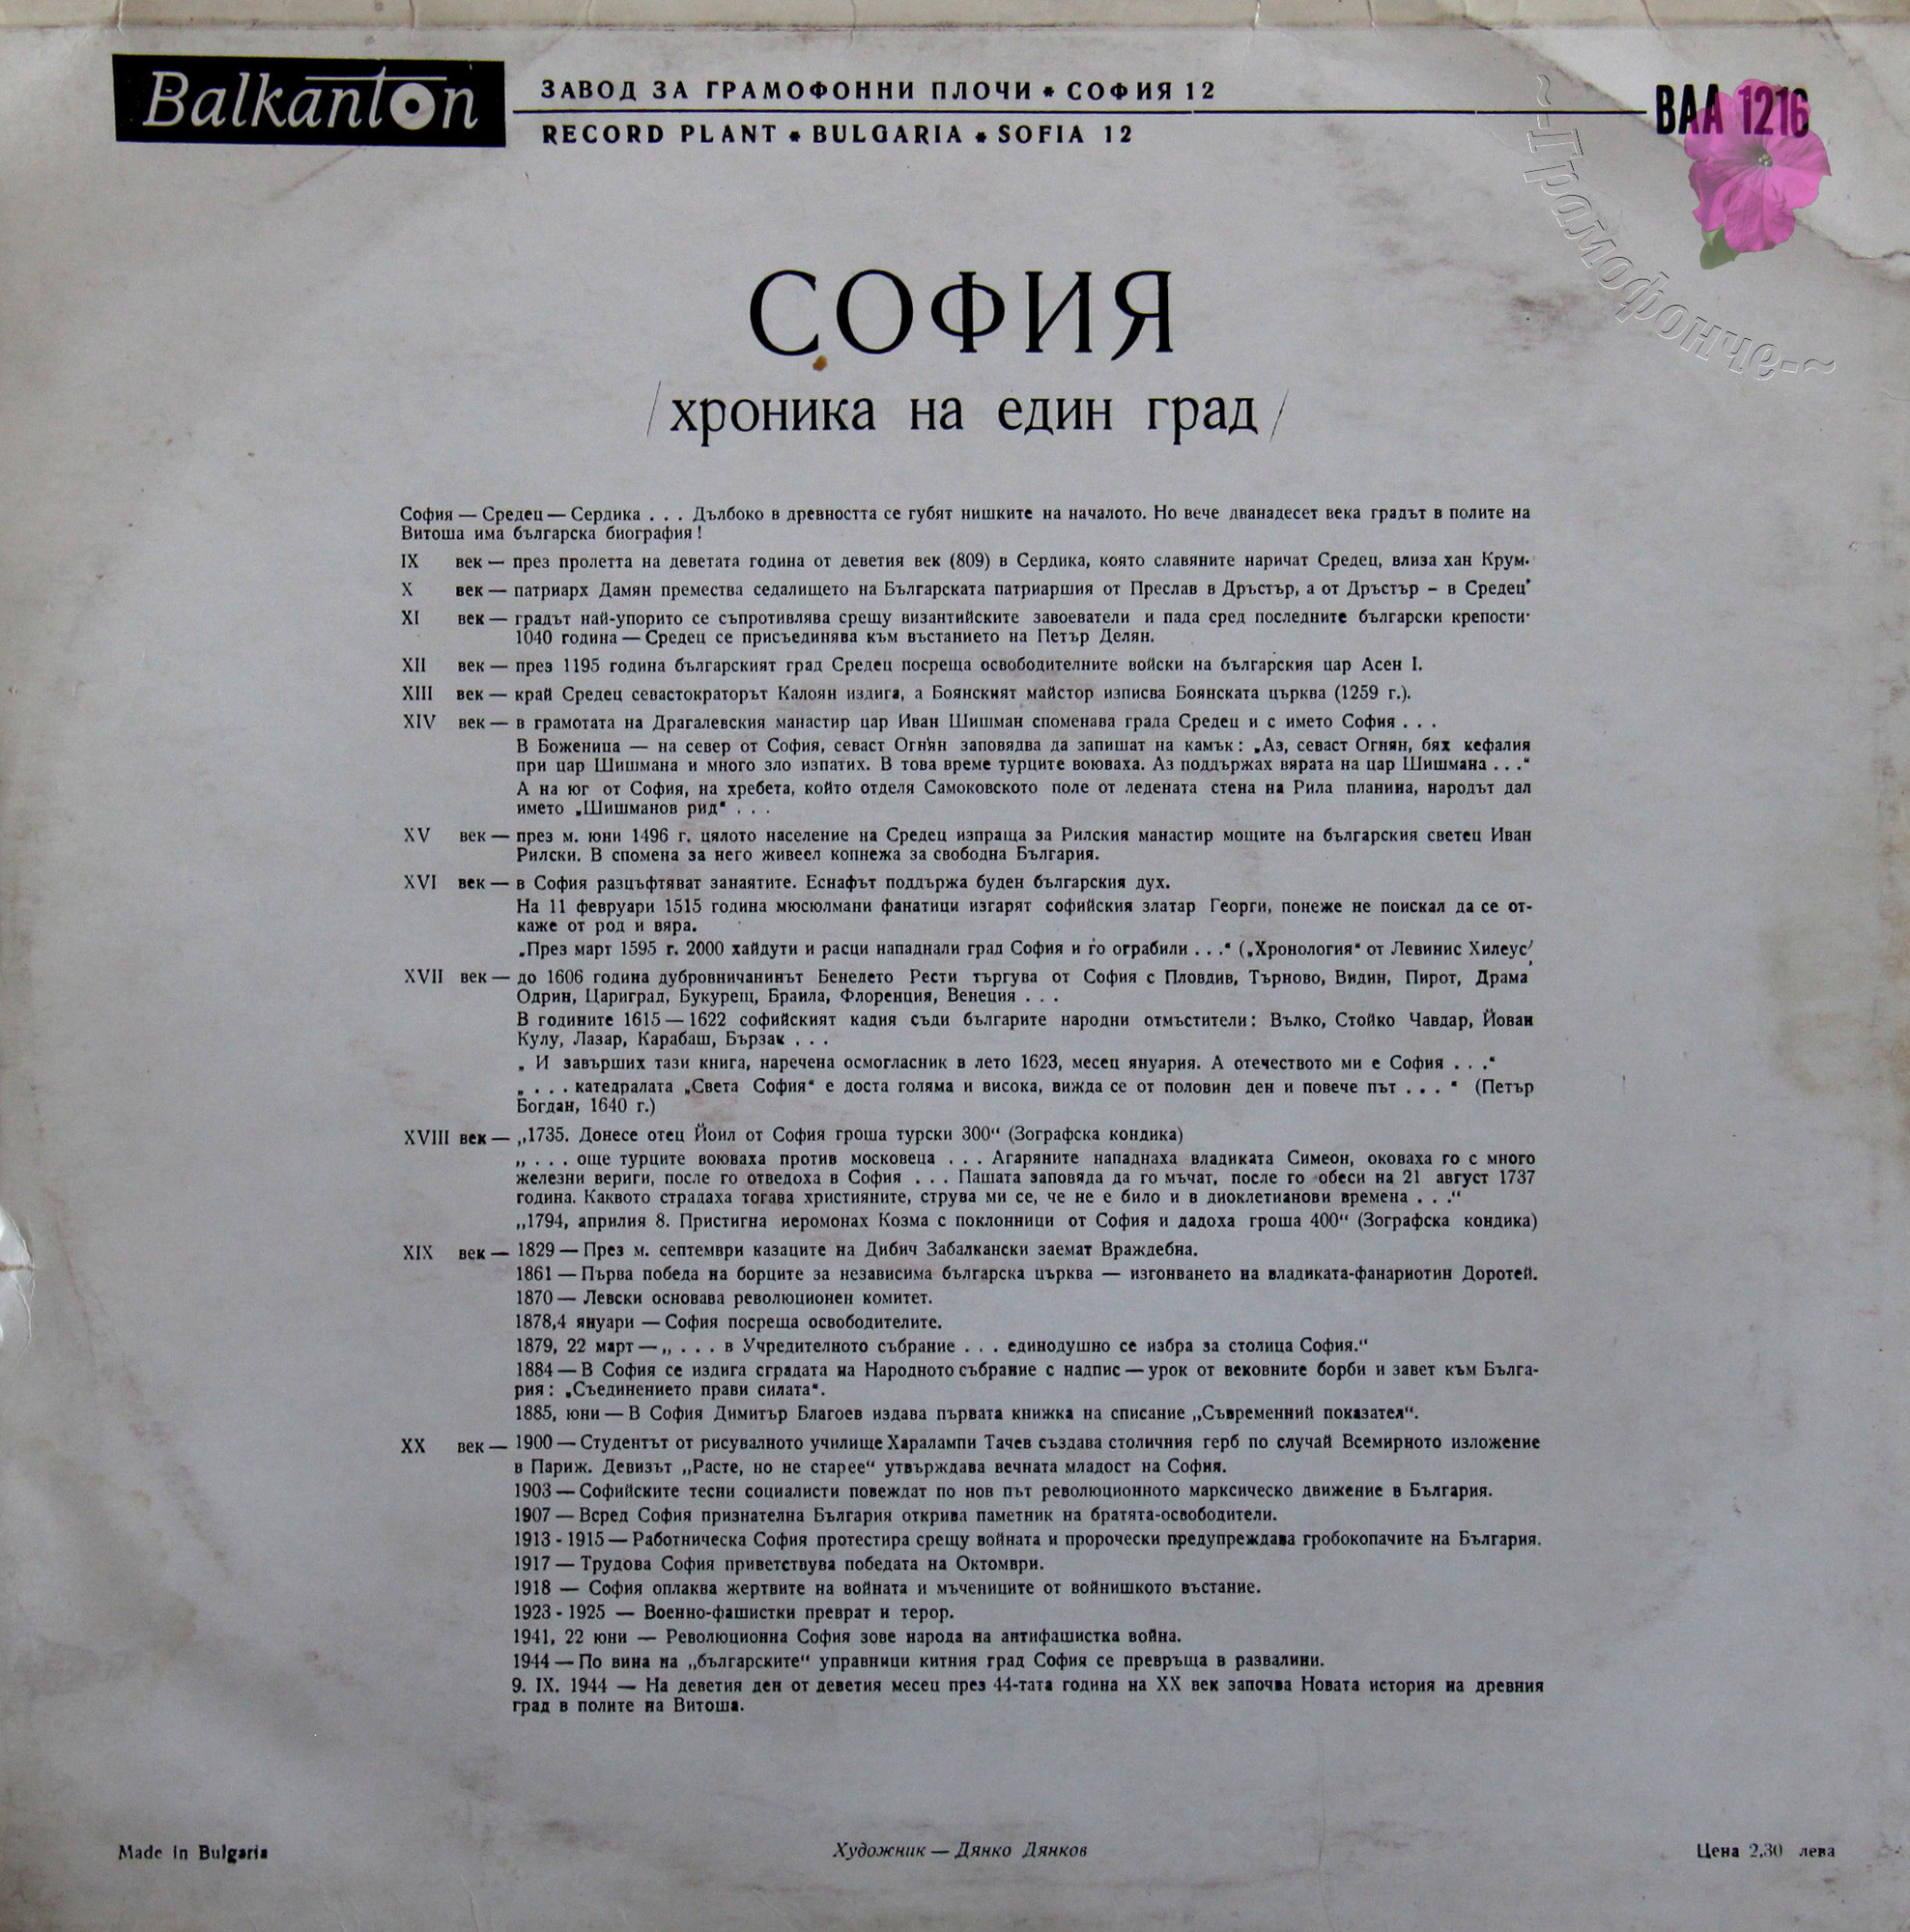 Balkanton
ЗАВОД ЗА ГРАМОФОННИ ПЛОЧИ * СОФИЯ 12
RECORD PLANT * BULGARIA * SOFIA 12
ВАА 1216
~-Грамофонче-~
СОФИЯ
/хроника на един град/
София — Средец — Сердика . . . Дълбоко в древността се губят нишките на началото. Но вече дванадесет века градът в полите на
Витоша има българска биография !
IX век — през пролетта на деветата година от деветия век (809) в Сердика, която славяните наричат Средец, влиза хан Крум.
X век — патриарх Дамян премества седалището на Българската патриаршия от Преслав в Дръстър, а от Дръстър – в Средец
XI век — градът най-упорито се съпротивлява срещу византийските завоеватели и пада сред последните български крепости·
1040 година — Средец се присъединява към въстанието на Петър Делян.
XII век — през 1195 година българският град Средец посреща освободителните войски на българския цар Асен I.
XIII век — край Средец севастократорът Калоян издига, а Боянският майстор изписва Боянската църква (1259 г.).
XIV век — в грамотата на Драгалевския манастир цар Иван Шишман споменава града Средец и с името София . . .
В Боженица — на север от София, севаст Огнян заповядва да запишат на камък : „Аз, севаст Огнян, бях кефалия
при цар Шишмана и много зло изпатих. В това време турците воюваха. Аз поддържах вярата на цар Шишмана . . .“
А на юг от София, на хребета, който отделя Самоковското поле от ледената стена на Рила планина, народът дал
името „Шишманов рид“ . . .
XV век — през м. юни 1496 г. цялото население на Средец изпраща за Рилския манастир мощите на българския светец Иван
Рилски. В спомена за него живеел копнежа за свободна България.
XVI век — в София разцъфтяват занаятите. Еснафът поддържа буден българския дух.
На 11 февруари 1515 година мюсюлмани фанатици изгарят софийския златар Георги, понеже не поискал да се от-
каже от род и вяра.
„През март 1595 г. 2000 хайдути и расци нападнали град София и го ограбили . . .“ („Хронология“ от Левинис Хилеус)
XVII век — до 1606 година дубровничанинът Бенедето Рести търгува от София с Пловдив, Търново, Видин, Пирот, Драма,
Одрин, Цариград, Букурещ, Браила, Флоренция, Венеция . . .
В годините 1615 — 1622 софийският кадия съди българите народни отмъстители : Вълко, Стойко Чавдар, Йован
Кулу, Лазар, Карабаш, Бързак . . .
„ И завърших тази книга, наречена осмогласник в лето 1623, месец януария. А отечеството ми е София . . .“
„ . . . катедралата „Света София“ е доста голяма и висока, вижда се от половин ден и повече път . . . “ (Петър
Богдан, 1640 г.)
XVIII век — „1735. Донесе отец Йоил от София гроша турски 300“ (Зографска кондика)
„ . . . още турците воюваха против московеца . . . Агаряните нападнаха владиката Симеон, оковаха го с много
железни вериги, после го отведоха в София . . . Пашата заповяда да го мъчат, после го обеси на 21 август 1737
година. Каквото страдаха тогава християните, струва ми се, че не е било и в диоклетианови времена . . .“
„1794, априлия 8. Пристигна иеромонах Козма с поклонници от София и дадоха гроша 400“ (Зографска кондика)
XIX век — 1829 — През м. септември казаците на Дибич Забалкански заемат Враждебна.
1861 — Първа победа на борците за независима българска църква — изгонването на владиката-фанариотин Доротей.
1870 — Левски основава революционен комитет.
1878,4 януари — София посреща освободителите.
1879, 22 март — „ . . . в Учредителното събрание . . . единодушно се избра за столица София.“
1884 — В София се издига сградата на Народното събрание с надпис — урок от вековните борби и завет към Бълга-
рия : „Съединението прави силата“.
1885, юни — В София Димитър Благоев издава първата книжка на списание „Съвременний показател“.
XX век — 1900 — Студентът от рисувалното училище Харалампи Тачев създава столичния герб по случай Всемирното изложение
в Париж. Девизът „Расте, но не старее“ утвърждава вечната младост на София.
1903 — Софийските тесни социалисти повеждат по нов път революционното марксическо движение в България.
1907 — Всред София признателна България открива паметник на братята-освободители.
1913 - 1915 — Работническа София протестира срещу войната и пророчески предупреждава гробокопачите на България.
1917 — Трудова София приветствува победата на Октомври.
1918 — София оплаква жертвите на войната и мъчениците от войнишкото въстание.
1923 - 1925 — Военно-фашистки преврат и терор.
1941, 22 юни — Революционна София зове народа на антифашистка война.
1944 — По вина на „българските“ управници китния град София се превръща в развалини.
9. IX. 1944 — На деветия ден от деветия месец през 44-тата година на XX век започва Новата история на древния
град в полите на Витоша.
Made in Bulgaria
Художник — Дянко Дянков
Цена 2.30 лева